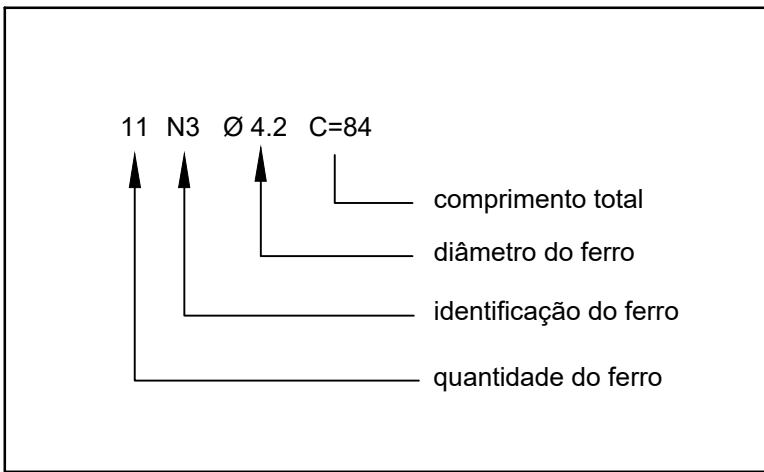 11 N3 Ø 4.2 C=84
comprimento total
diâmetro do ferro
identificação do ferro
quantidade do ferro